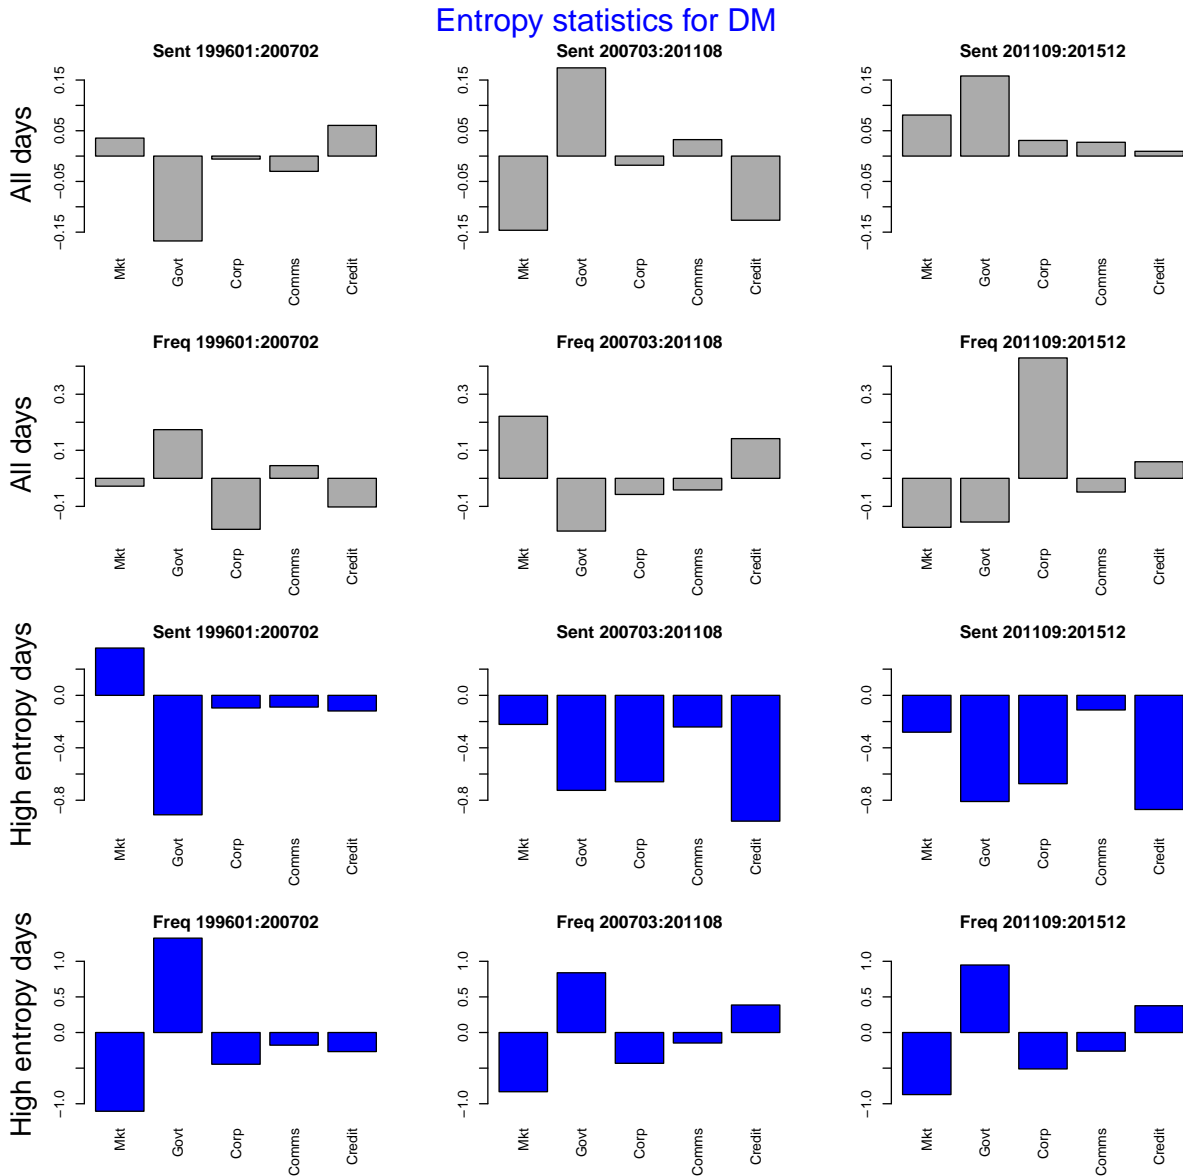 Entropy statistics for DM
Sent 199601:200702
Sent 200703:201108
Sent 201109:201512
All days
0.15
0.05
−0.05
−0.15
Mkt
Govt
Corp
Comms
Credit
0.15
0.05
−0.05
−0.15
Mkt
Govt
Corp
Comms
Credit
0.15
0.05
−0.05
−0.15
Mkt
Govt
Corp
Comms
Credit
Freq 199601:200702
Freq 200703:201108
Freq 201109:201512
All days
0.3
0.1
−0.1
Mkt
Govt
Corp
Comms
Credit
0.3
0.1
−0.1
Mkt
Govt
Corp
Comms
Credit
0.3
0.1
−0.1
Mkt
Govt
Corp
Comms
Credit
Sent 199601:200702
Sent 200703:201108
Sent 201109:201512
High entropy days
0.0
−0.4
−0.8
Mkt
Govt
Corp
Comms
Credit
0.0
−0.4
−0.8
Mkt
Govt
Corp
Comms
Credit
0.0
−0.4
−0.8
Mkt
Govt
Corp
Comms
Credit
Freq 199601:200702
Freq 200703:201108
Freq 201109:201512
High entropy days
1.0
0.5
0.0
−1.0
Mkt
Govt
Corp
Comms
Credit
1.0
0.5
0.0
−1.0
Mkt
Govt
Corp
Comms
Credit
1.0
0.5
0.0
−1.0
Mkt
Govt
Corp
Comms
Credit